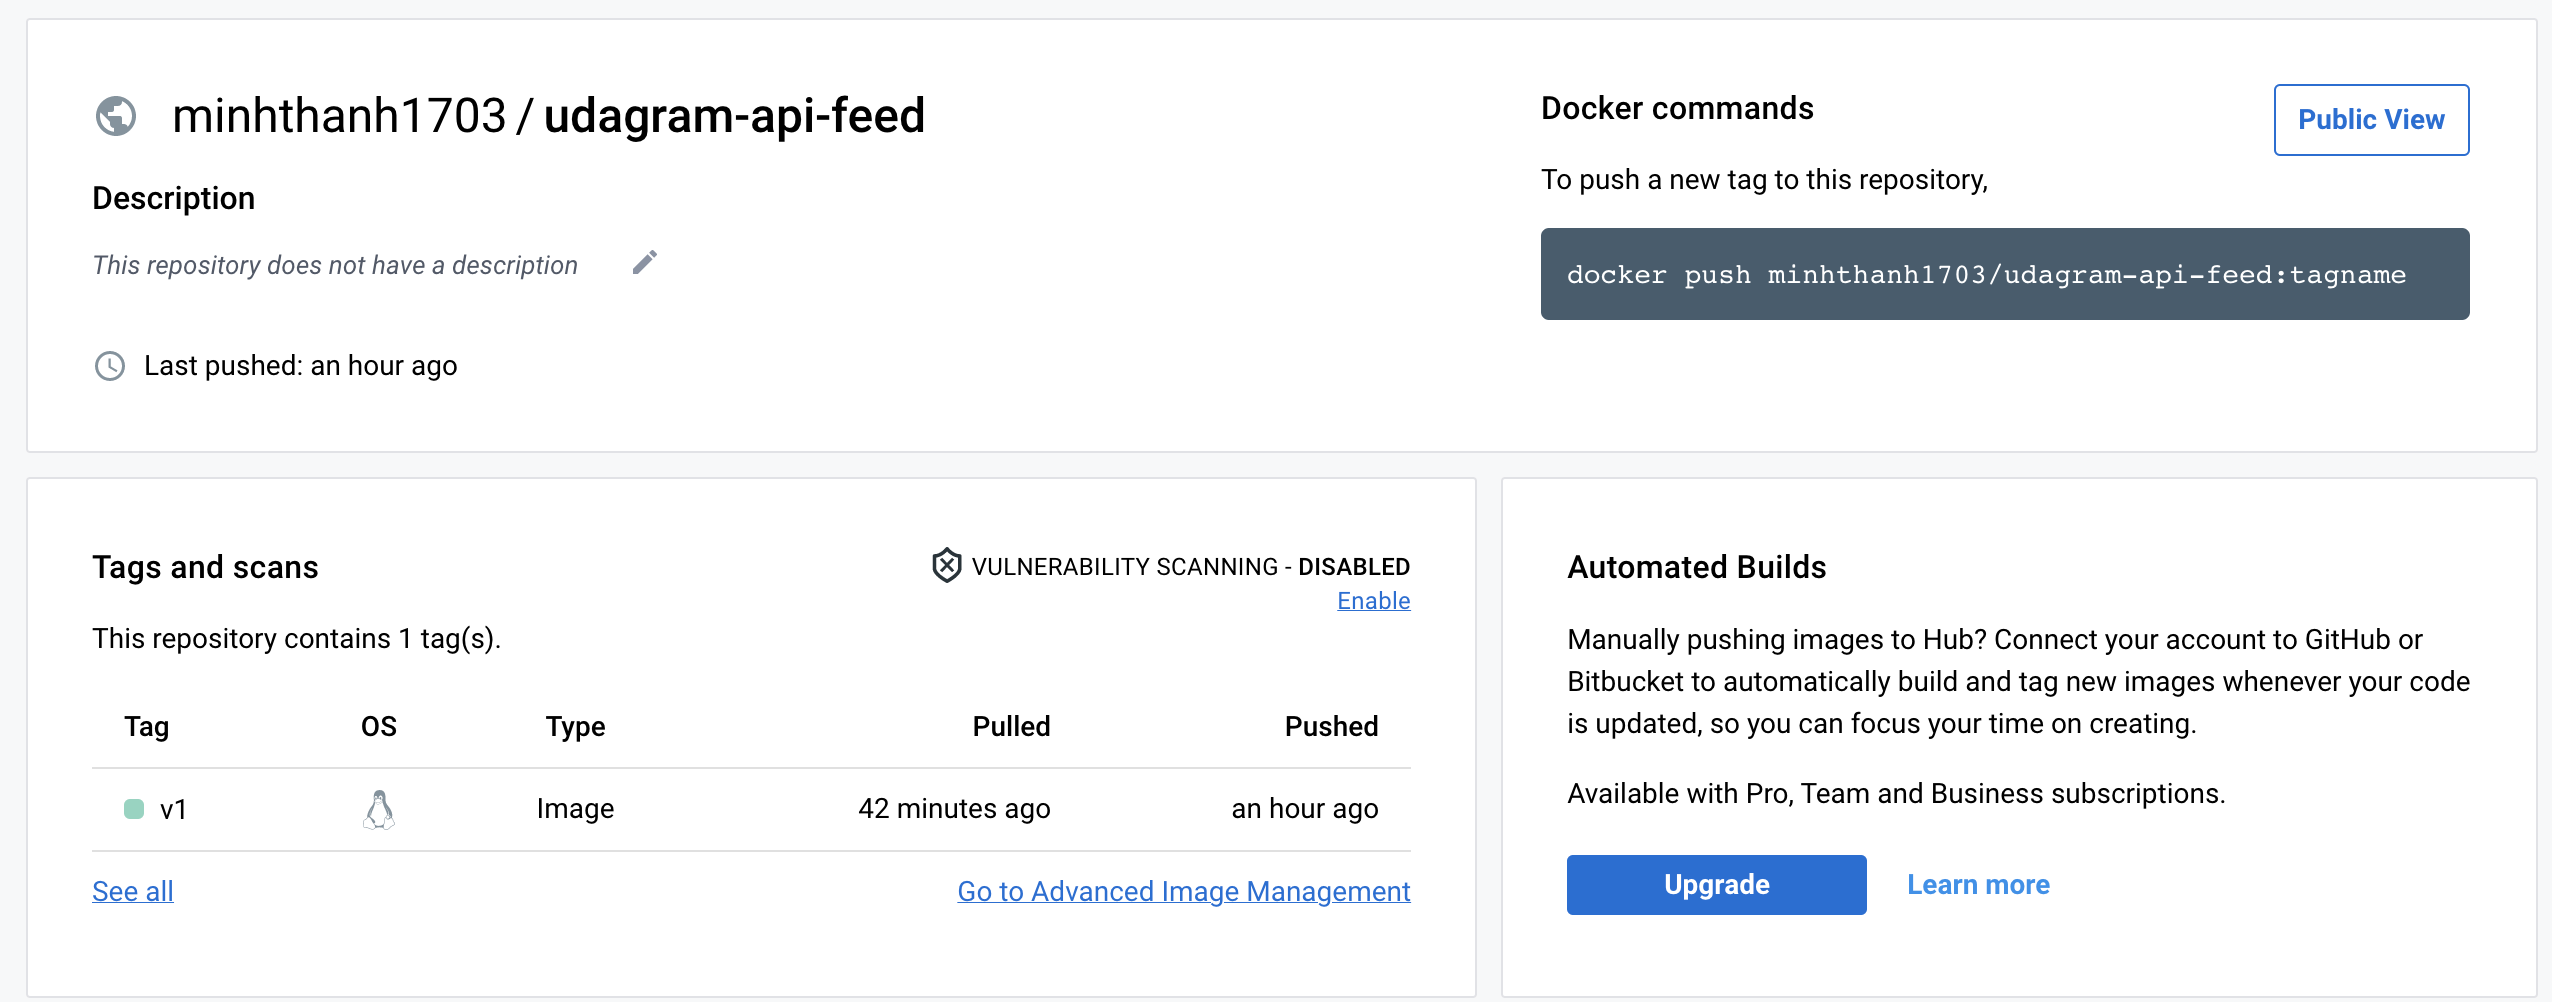 minhthanh1703 / udagram-api-feed
Description
This repository does not have a description
Last pushed: an hour ago
Docker commands
Public View
To push a new tag to this repository,
docker push minhthanh1703/udagram-api-feed:tagname
Tags and scans
VULNERABILITY SCANNING - DISABLED
Enable
This repository contains 1 tag(s).
Tag OS Type Pulled Pushed
v1 Image 42 minutes ago an hour ago
See all Go to Advanced Image Management
Automated Builds
Manually pushing images to Hub? Connect your account to GitHub or
Bitbucket to automatically build and tag new images whenever your code
is updated, so you can focus your time on creating.
Available with Pro, Team and Business subscriptions.
Upgrade Learn more